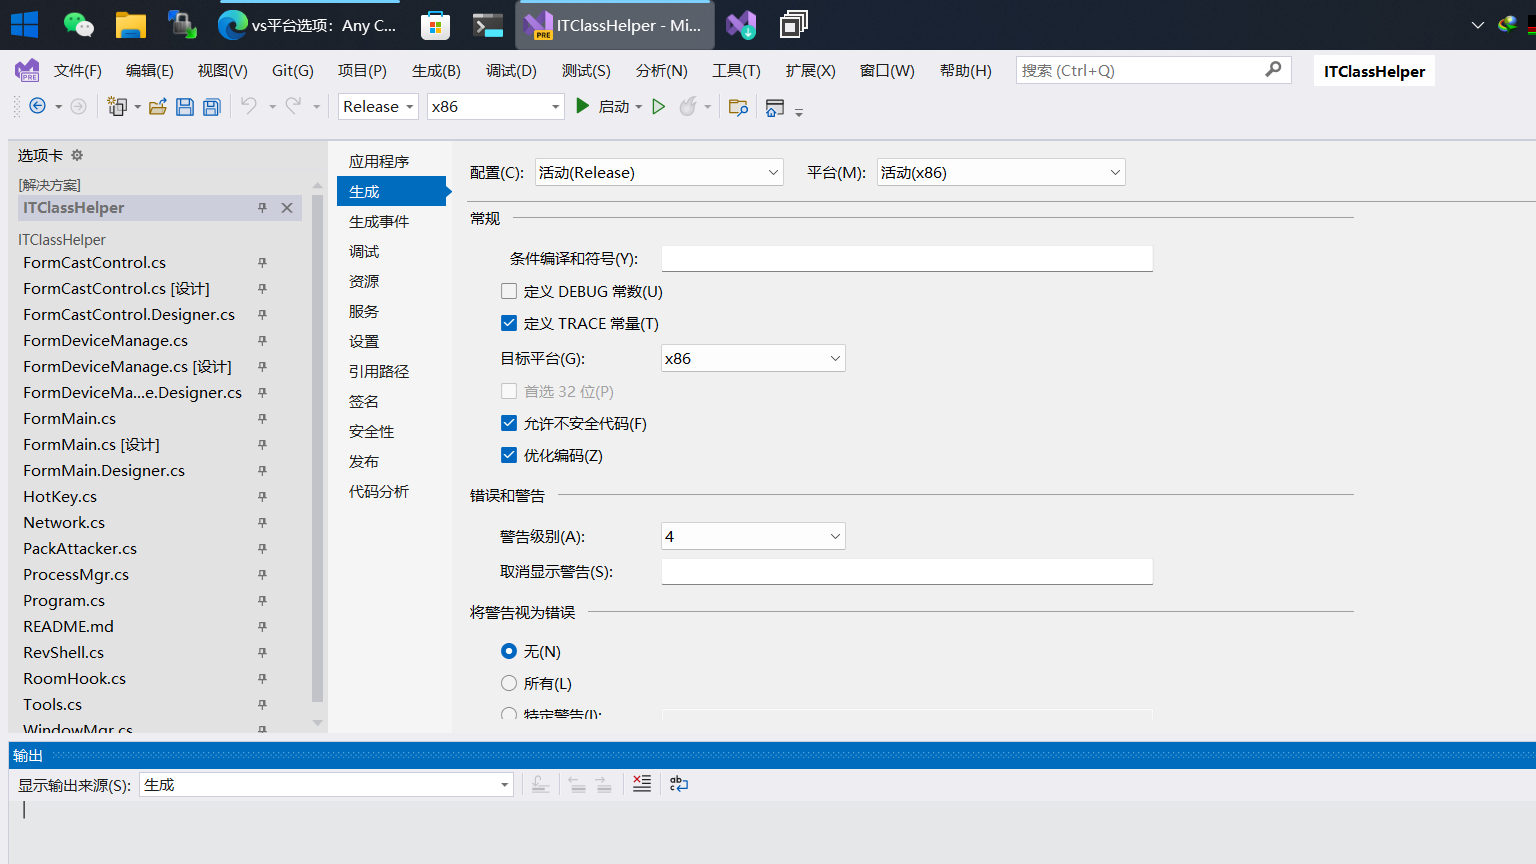 vs平台选项：Any C...
ITClassHelper - Mi...
文件(F) 编辑(E) 视图(V) Git(G) 项目(P) 生成(B) 调试(D) 测试(S) 分析(N) 工具(T) 扩展(X) 窗口(W) 帮助(H) 搜索 (Ctrl+Q) ITClassHelper
Release x86 启动
选项卡
[解决方案]
ITClassHelper
ITClassHelper
FormCastControl.cs
FormCastControl.cs [设计]
FormCastControl.Designer.cs
FormDeviceManage.cs
FormDeviceManage.cs [设计]
FormDeviceMa...e.Designer.cs
FormMain.cs
FormMain.cs [设计]
FormMain.Designer.cs
HotKey.cs
Network.cs
PackAttacker.cs
ProcessMgr.cs
Program.cs
README.md
RevShell.cs
RoomHook.cs
Tools.cs
WindowMgr.cs
应用程序
生成
生成事件
调试
资源
服务
设置
引用路径
签名
安全性
发布
代码分析
配置(C): 活动(Release) 平台(M): 活动(x86)
常规
条件编译和符号(Y):
定义 DEBUG 常数(U)
定义 TRACE 常量(T)
目标平台(G): x86
首选 32 位(P)
允许不安全代码(F)
优化编码(Z)
错误和警告
警告级别(A): 4
取消显示警告(S):
将警告视为错误
无(N)
所有(L)
特定警告(I):
输出
显示输出来源(S): 生成